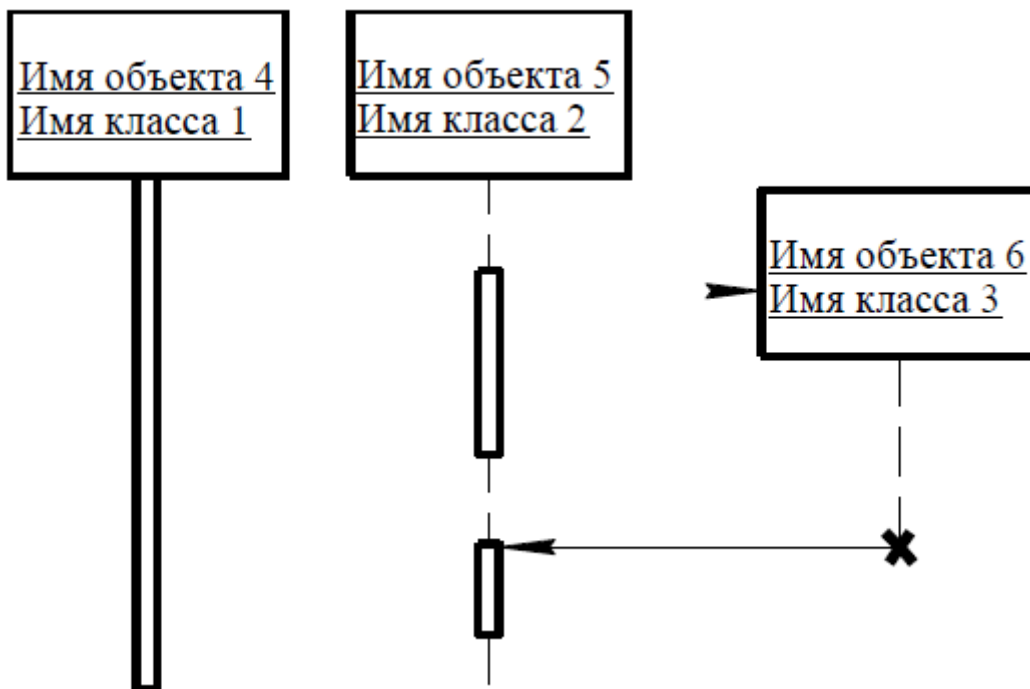 Имя объекта 4
Имя класса 1
Имя объекта 5
Имя класса 2
Имя объекта 6
Имя класса 3